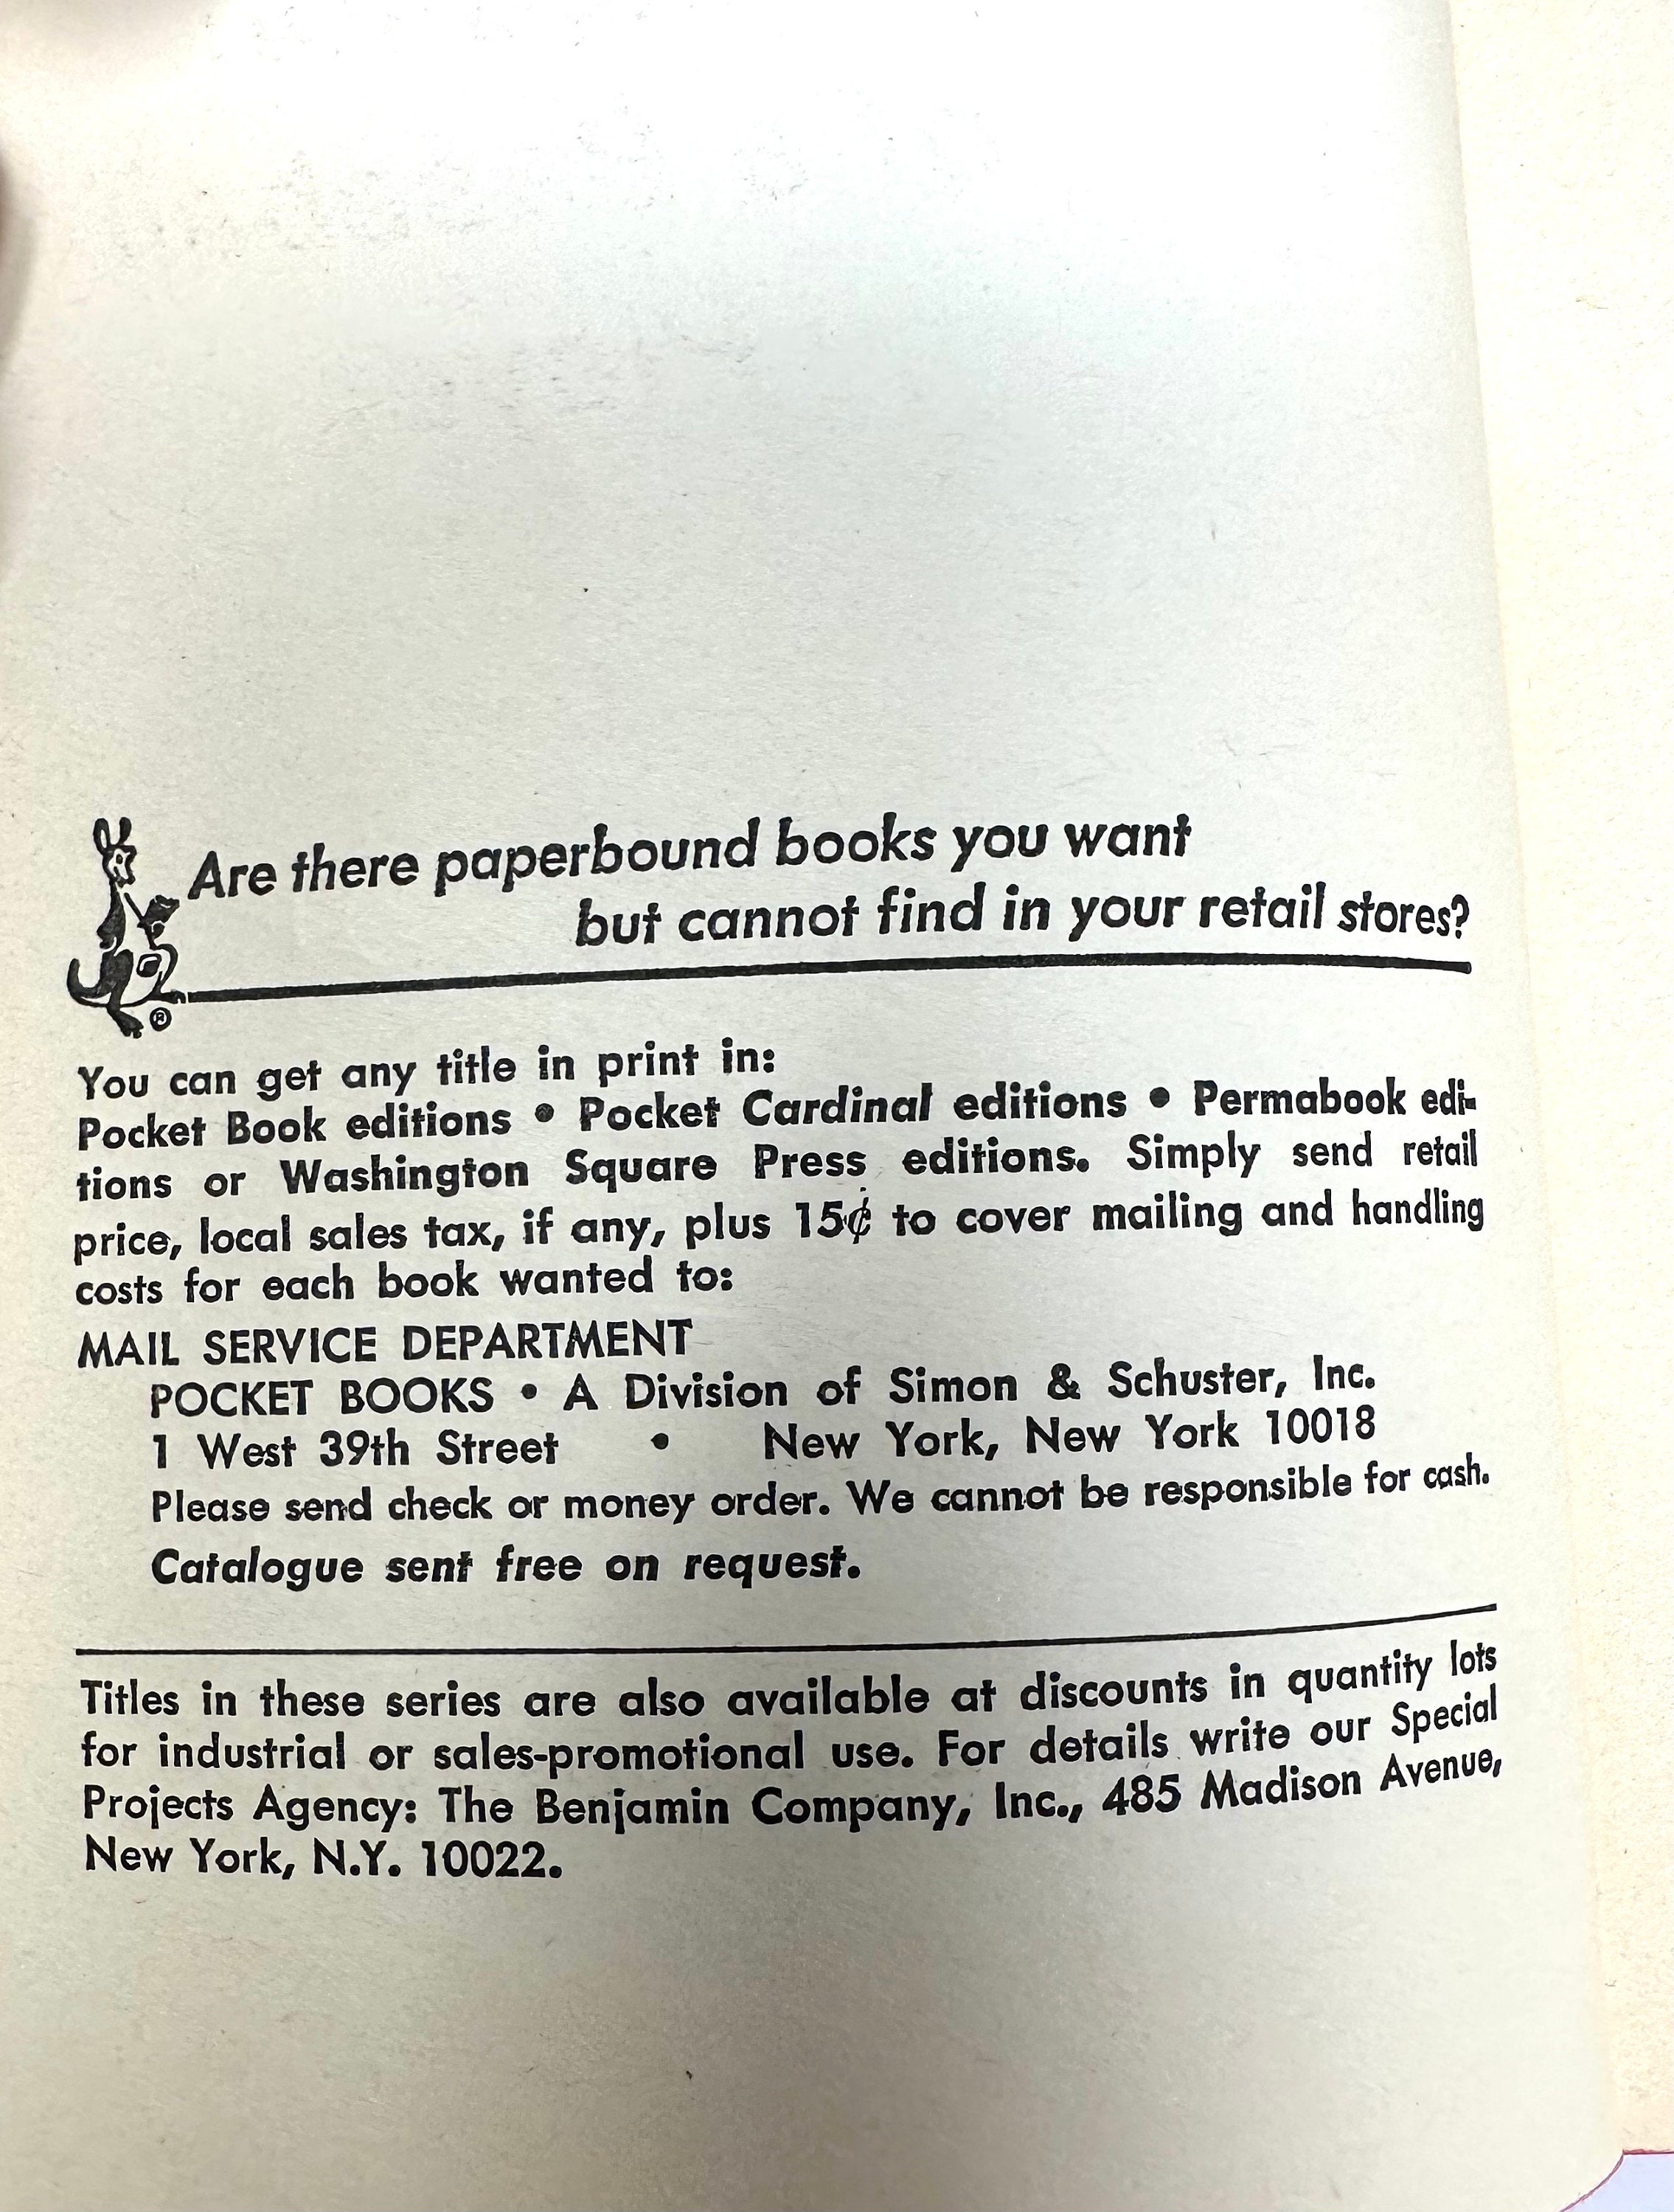 Are there paperbound books you want
but cannot find in your retail stores?
®
You can get any title in print in:
Pocket Book editions • Pocket Cardinal editions • Permabook edi-
tions or Washington Square Press editions. Simply send retail
price, local sales tax, if any, plus 15¢ to cover mailing and handling
costs for each book wanted to:
MAIL SERVICE DEPARTMENT
POCKET BOOKS • A Division of Simon & Schuster, Inc.
1 West 39th Street • New York, New York 10018
Please send check or money order. We cannot be responsible for cash.
Catalogue sent free on request.
Titles in these series are also available at discounts in quantity lots
for industrial or sales-promotional use. For details write our Special
Projects Agency: The Benjamin Company, Inc., 485 Madison Avenue,
New York, N.Y. 10022.